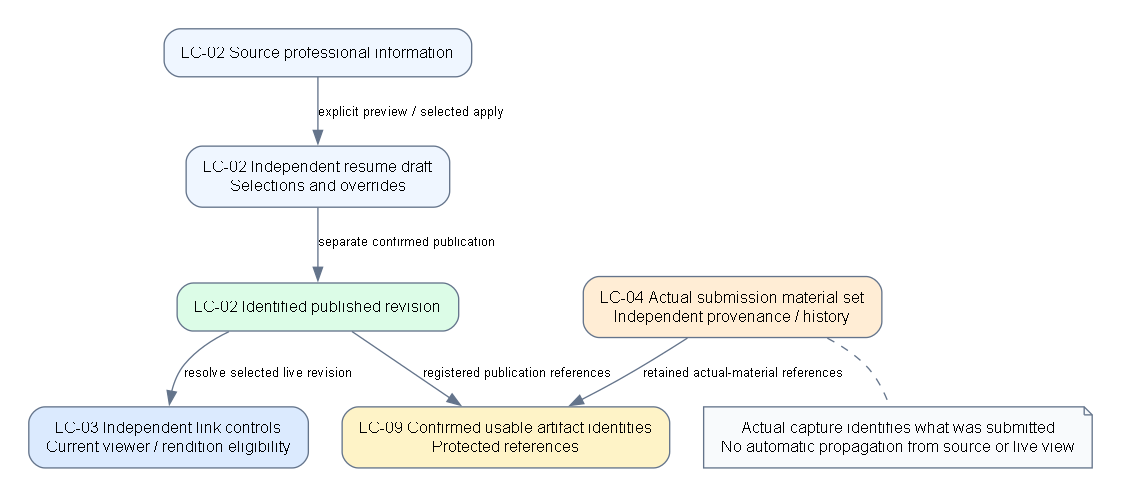 LC-02 Source professional information
explicit preview / selected apply
LC-02 Independent resume draft
Selections and overrides
separate confirmed publication
LC-02 Identified published revision
LC-04 Actual submission material set
Independent provenance / history
resolve selected live revision
registered publication references
retained actual-material references
LC-03 Independent link controls
Current viewer / rendition eligibility
LC-09 Confirmed usable artifact identities
Protected references
Actual capture identifies what was submitted
No automatic propagation from source or live view